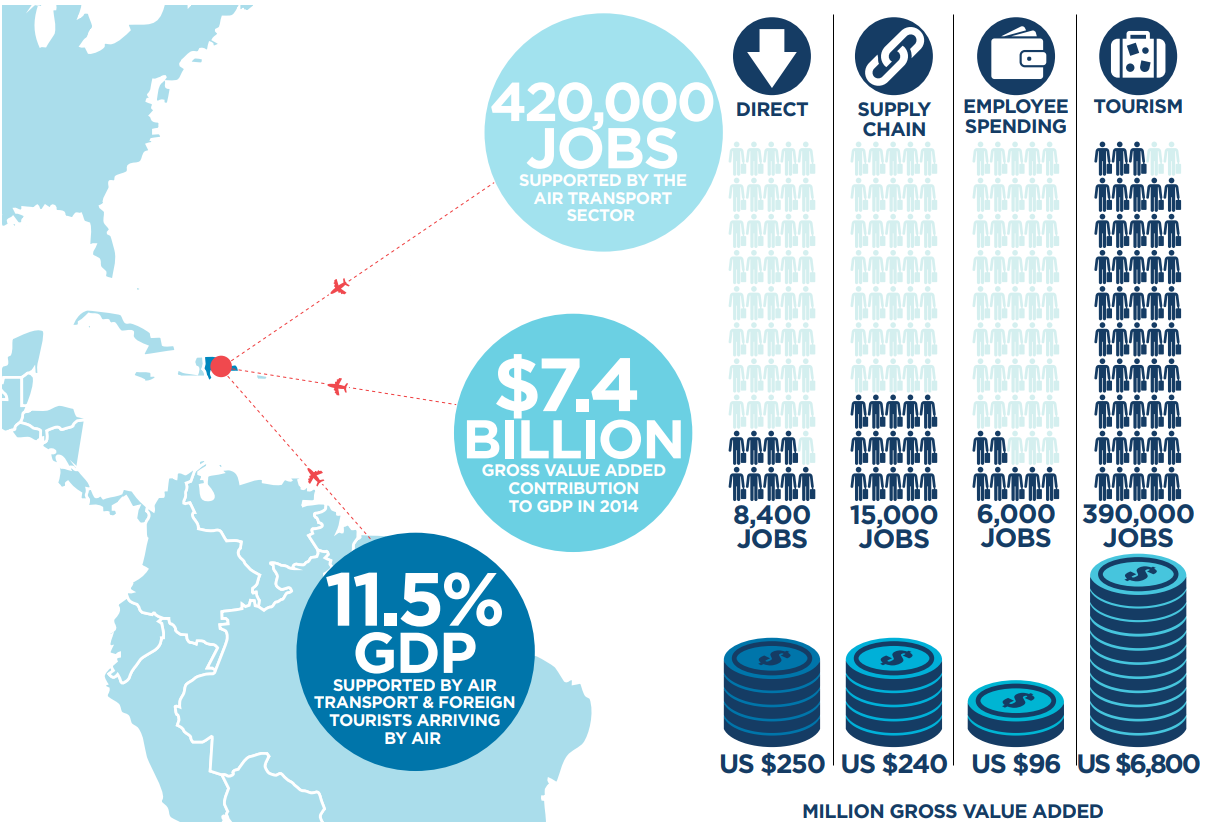 420,000
JOBS
SUPPORTED BY THE
AIR TRANSPORT
SECTOR
$7.4
BILLION
GROSS VALUE ADDED
CONTRIBUTION
TO GDP IN 2014
11.5%
GDP
SUPPORTED BY AIR
TRANSPORT & FOREIGN
TOURISTS ARRIVING
BY AIR
DIRECT
8,400
JOBS
$
US $250
SUPPLY
CHAIN
15,000
JOBS
$
US $240
EMPLOYEE
SPENDING
6,000
JOBS
$
US $96
TOURISM
390,000
JOBS
$
US $6,800
MILLION GROSS VALUE ADDED